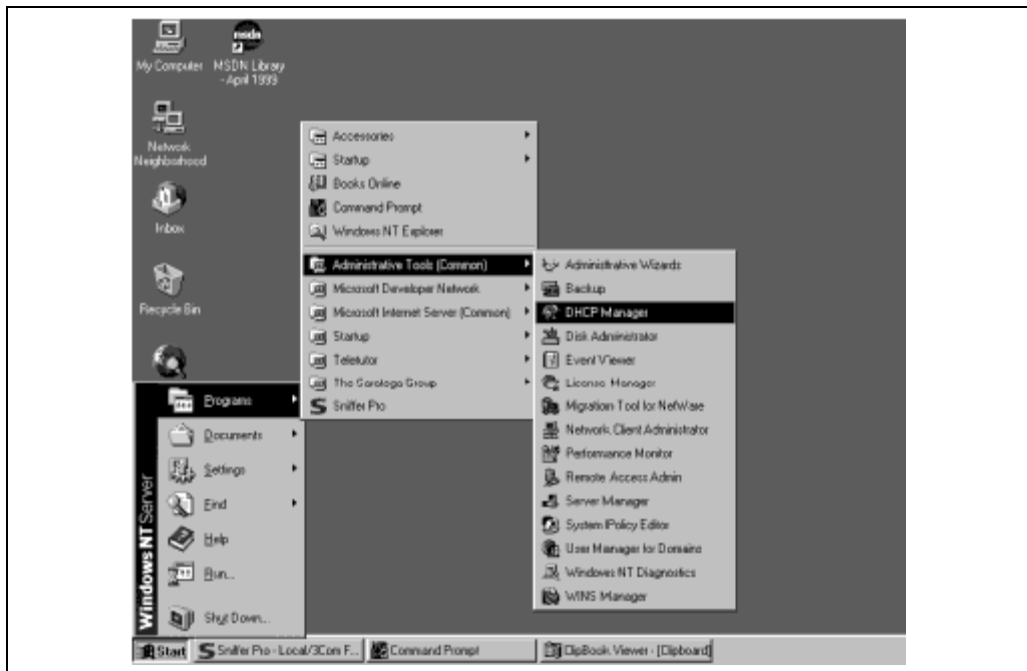 My Computer
msdn
MSDN Library
- April 1999
Network
Neighborhood
Inbox
Recycle Bin
Accessories
Startup
Books Online
Command Prompt
Windows NT Explorer
Administrative Tools (Common)
Microsoft Developer Network
Microsoft Internet Server (Common)
Startup
Teletutor
The Saratoga Group
Sniffer Pro
Administrative Wizards
Backup
DHCP Manager
Disk Administrator
Event Viewer
License Manager
Migration Tool for NetWare
Network Client Administrator
Performance Monitor
Remote Access Admin
Server Manager
System Policy Editor
User Manager for Domains
Windows NT Diagnostics
WINS Manager
Windows NT Server
Programs
Documents
Settings
Find
Help
Run...
Shut Down...
Start
Sniffer Pro - Local/3Com F...
Command Prompt
ClipBook Viewer - [Clipboard]